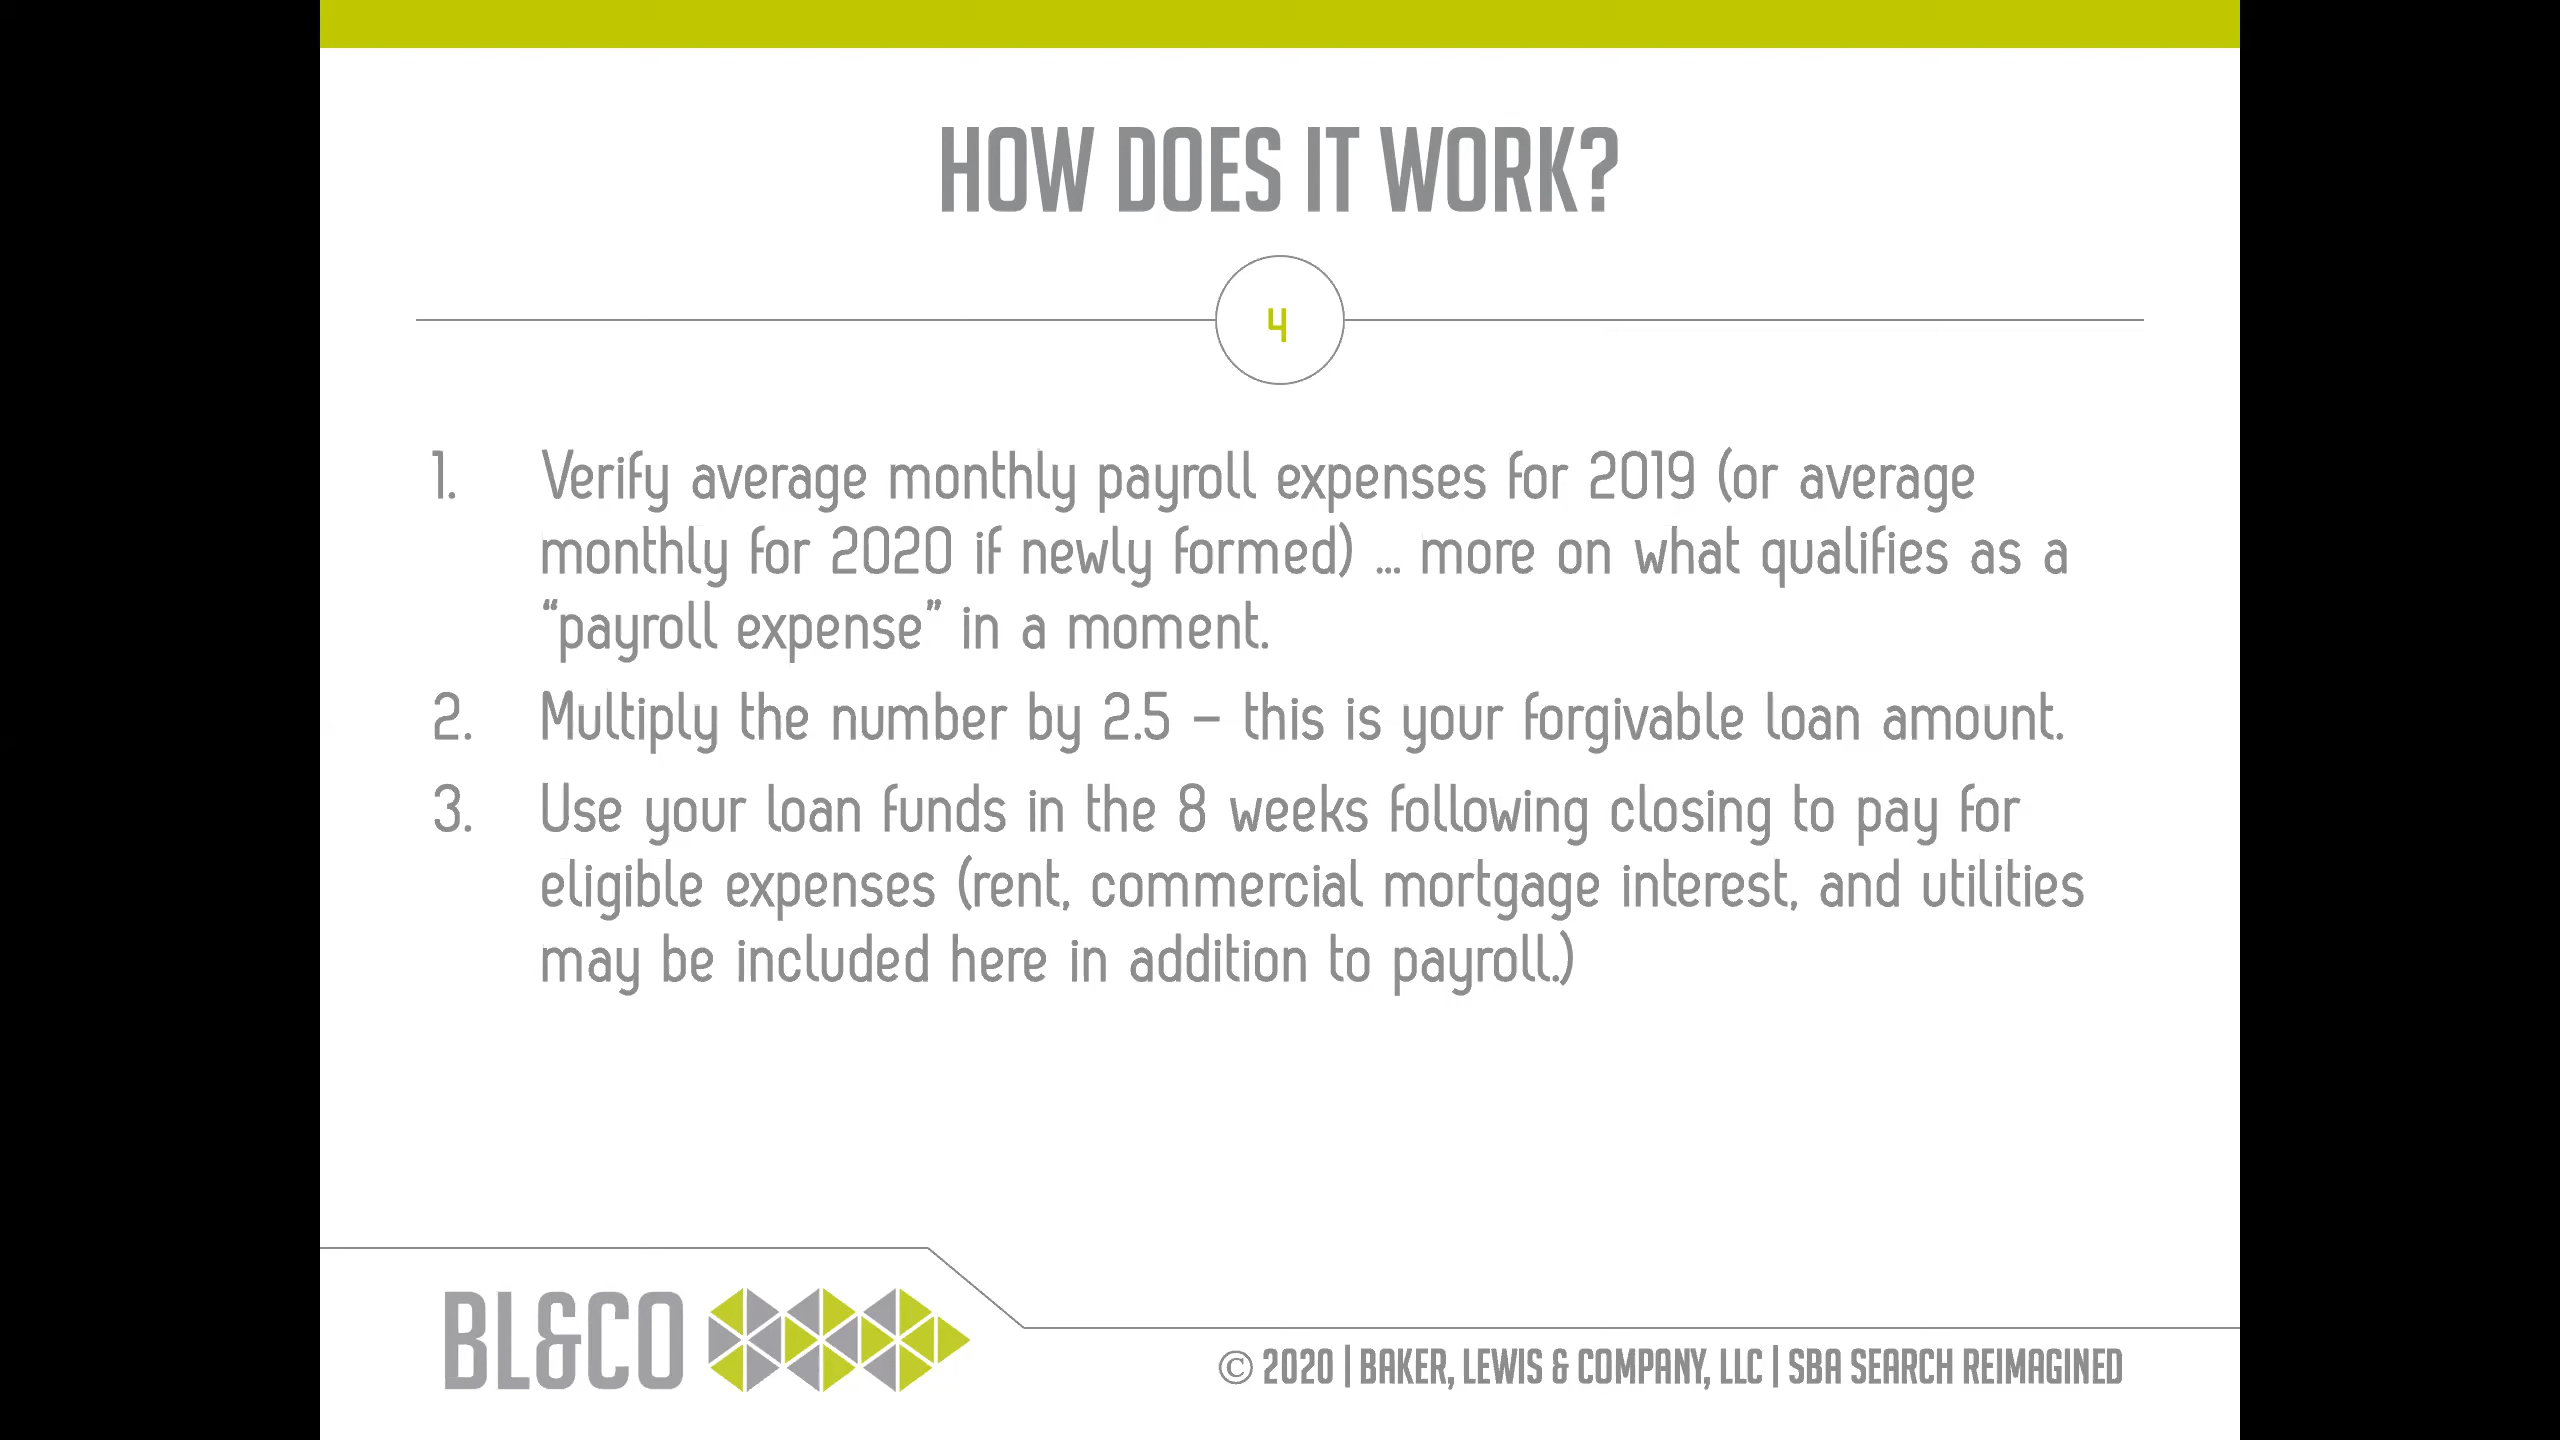 HOW DOES IT WORK?
4
1. Verify average monthly payroll expenses for 2019 (or average
monthly for 2020 if newly formed) ... more on what qualifies as a
“payroll expense” in a moment.
2. Multiply the number by 2.5 – this is your forgivable loan amount.
3. Use your loan funds in the 8 weeks following closing to pay for
eligible expenses (rent, commercial mortgage interest, and utilities
may be included here in addition to payroll.)
BL&CO
© 2020 | BAKER, LEWIS & COMPANY, LLC | SBA SEARCH REIMAGINED